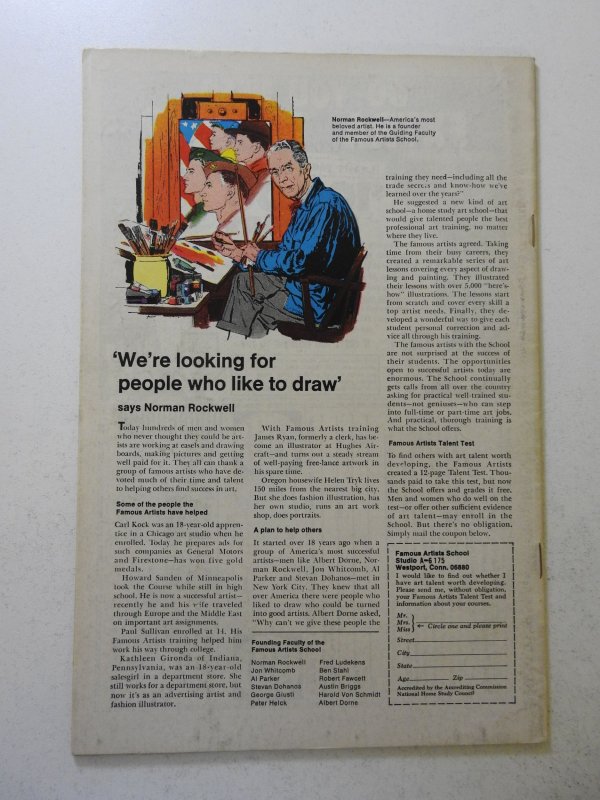 Norman Rockwell—America's most
beloved artist. He is a founder
and member of the Guiding Faculty
of the Famous Artists School.
'We're looking for
people who like to draw'
says Norman Rockwell
Today hundreds of men and women
who never thought they could be art-
ists are working at easels and drawing
boards, making pictures and getting
well paid for it. They all can thank a
group of famous artists who have de-
voted much of their time and talent
to helping others find success in art.
Some of the people the
Famous Artists have helped
Carl Kock was an 18-year-old appren-
tice in a Chicago art studio when he
enrolled. Today he prepares ads for
such companies as General Motors
and Firestone—has won five gold
medals.
Howard Sanden of Minneapolis
took the Course while still in high
school. He is now a successful artist—
recently he and his wife traveled
through Europe and the Middle East
on important art assignments.
Paul Sullivan enrolled at 14. His
Famous Artists training helped him
work his way through college.
Kathleen Gironda of Indiana,
Pennsylvania, was an 18-year-old
salesgirl in a department store. She
still works for a department store, but
now it's as an advertising artist and
fashion illustrator.
With Famous Artists training
James Ryan, formerly a clerk, has be-
come an illustrator at Hughes Air-
craft—and turns out a steady stream
of well-paying free-lance artwork in
his spare time.
Oregon housewife Helen Tryk lives
150 miles from the nearest big city.
But she does fashion illustration, has
her own studio, runs an art work
shop, does portraits.
A plan to help others
It started over 18 years ago when a
group of America's most successful
artists—men like Albert Dorne, Nor-
man Rockwell, Jon Whitcomb, Al
Parker and Stevan Dohanos—met in
New York City. They knew that all
over America there were people who
liked to draw who could be turned
into good artists. Albert Dorne asked,
"Why can't we give these people the
Founding Faculty of the
Famous Artists School
Norman Rockwell
Jon Whitcomb
Al Parker
Stevan Dohanos
George Giusti
Peter Helck
Fred Ludekens
Ben Stahl
Robert Fawcett
Austin Briggs
Harold Von Schmidt
Albert Dorne
training they need—including all the
trade secrets and know-how we've
learned over the years?"
He suggested a new kind of art
school—a home study art school—that
would give talented people the best
professional art training, no matter
where they live.
The famous artists agreed. Taking
time from their busy careers, they
created a remarkable series of art
lessons covering every aspect of draw-
ing and painting. They illustrated
their lessons with over 5,000 "here's-
how" illustrations. The lessons start
from scratch and cover every skill a
top artist needs. Finally, they de-
veloped a wonderful way to give each
student personal correction and ad-
vice all through his training.
The famous artists with the School
are not surprised at the success of
their students. The opportunities
open to successful artists today are
enormous. The School continually
gets calls from all over the country
asking for practical well-trained stu-
dents—not geniuses—who can step
into full-time or part-time art jobs.
And practical, thorough training is
what the School offers.
Famous Artists Talent Test
To find others with art talent worth
developing, the Famous Artists
created a 12-page Talent Test. Thou-
sands paid to take this test, but now
the School offers and grades it free.
Men and women who do well on the
test—or offer other sufficient evidence
of art talent—may enroll in the
School. But there's no obligation.
Simply mail the coupon below.
Famous Artists School
Studio A-6 175
Westport, Conn. 06880
I would like to find out whether I
have art talent worth developing.
Please send me, without obligation,
your Famous Artists Talent Test and
information about your courses.
Mr.
Mrs. ← Circle one and please print
Miss
Street
City
State
Age Zip
Accredited by the Accrediting Commission
National Home Study Council